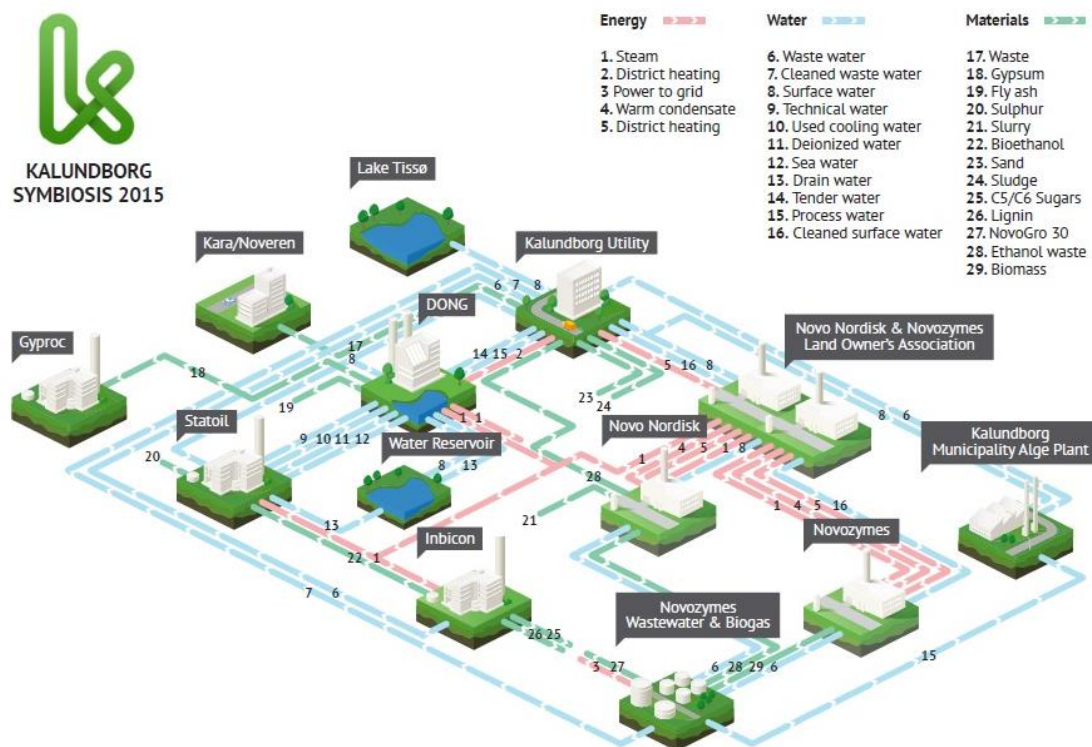 KALUNDBORG
SYMBIOSIS 2015
Energy
1. Steam
2. District heating
3 Power to grid
4. Warm condensate
5. District heating
Water
6. Waste water
7. Cleaned waste water
8. Surface water
9. Technical water
10. Used cooling water
11. Deionized water
12. Sea water
13. Drain water
14. Tender water
15. Process water
16. Cleaned surface water
Materials
17. Waste
18. Gypsum
19. Fly ash
20. Sulphur
21. Slurry
22. Bioethanol
23. Sand
24. Sludge
25. C5/C6 Sugars
26. Lignin
27. NovoGro 30
28. Ethanol waste
29. Biomass
Lake Tissø
Kara/Noveren
Kalundborg Utility
6 7 8
DONG
Gyproc
17
8
14 15 2
Novo Nordisk & Novozymes
Land Owner's Association
5 16 8
18
19
23
24
8 6
Statoil
1 1
9 10 11 12
Water Reservoir
Novo Nordisk
Kalundborg
Municipality Alge Plant
20
8 13
1
4 5 1 8
28
21
1 4 5 16
13
Inbicon
Novozymes
22 1
7 6
Novozymes
Wastewater & Biogas
26 25
3 27
6 28 29 6
15